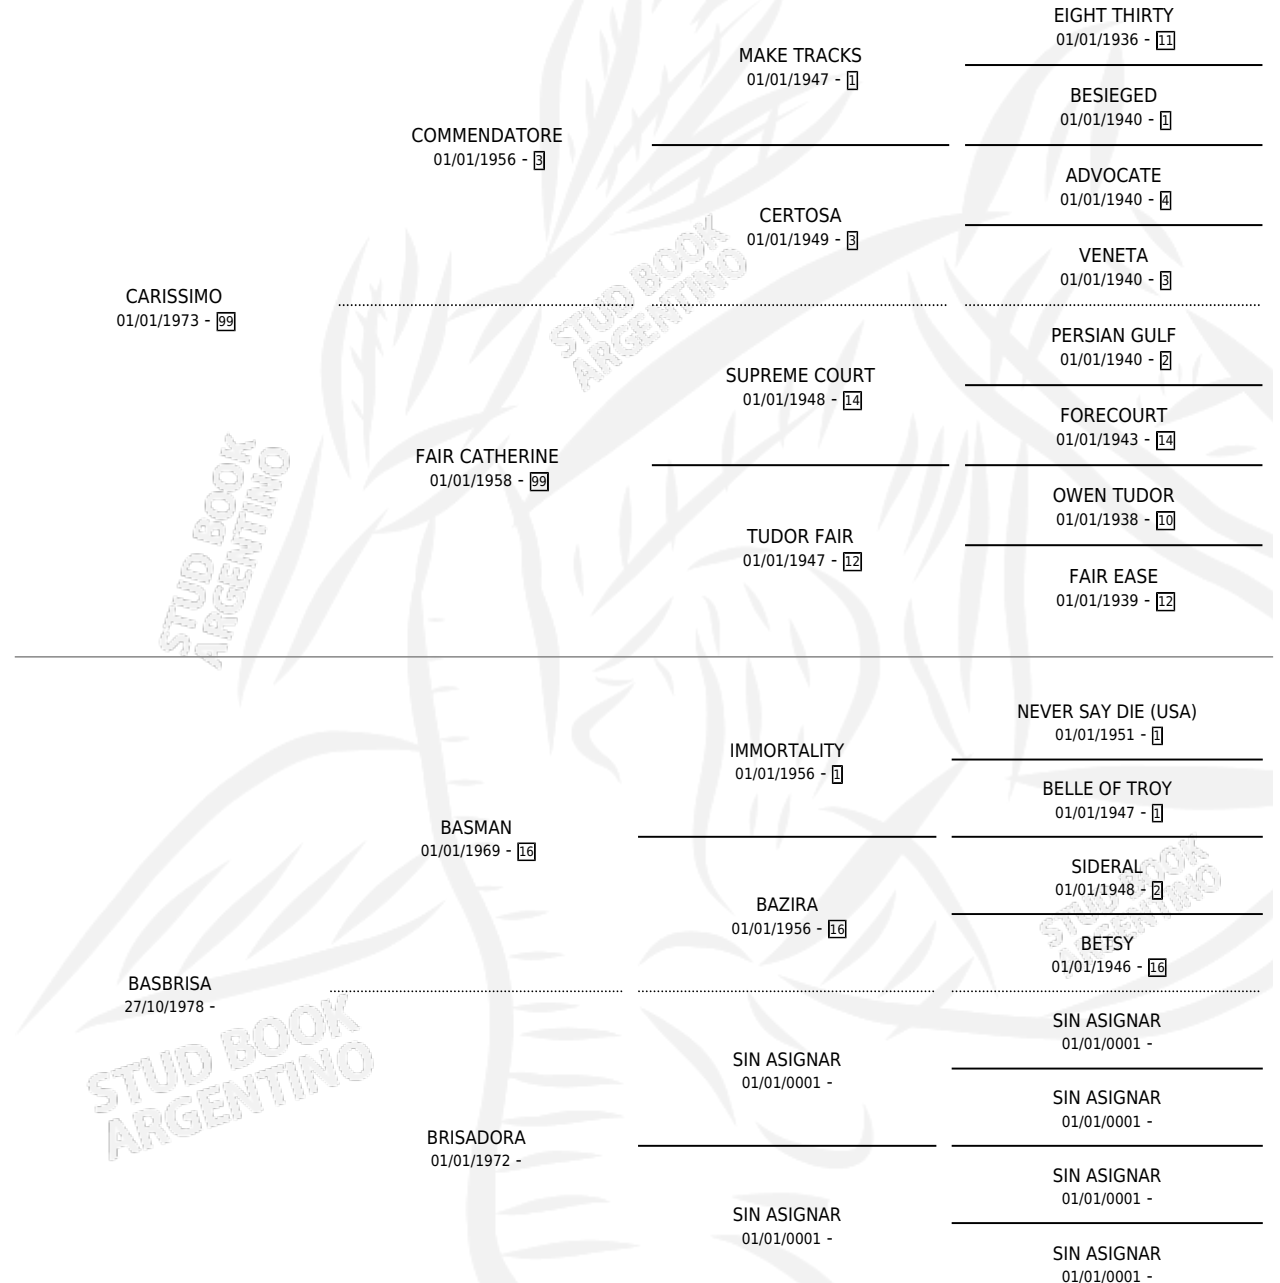 EIGHT THIRTY
01/01/1936 - 11
MAKE TRACKS
01/01/1947 - 1
BESIEGED
01/01/1940 - 1
COMMENDATORE
01/01/1956 - 3
ADVOCATE
01/01/1940 - 4
CERTOSA
01/01/1949 - 3
VENETA
01/01/1940 - 3
CARISSIMO
01/01/1973 - 99
PERSIAN GULF
01/01/1940 - 2
SUPREME COURT
01/01/1948 - 14
FORECOURT
01/01/1943 - 14
FAIR CATHERINE
01/01/1958 - 99
OWEN TUDOR
01/01/1938 - 10
TUDOR FAIR
01/01/1947 - 12
FAIR EASE
01/01/1939 - 12
STUD BOOK
ARGENTINO
STUD BOOK
ARGENTINO
NEVER SAY DIE (USA)
01/01/1951 - 1
IMMORTALITY
01/01/1956 - 1
BELLE OF TROY
01/01/1947 - 1
BASMAN
01/01/1969 - 16
SIDERAL
01/01/1948 - 2
BAZIRA
01/01/1956 - 16
BETSY
01/01/1946 - 16
STUD BOOK
ARGENTINO
BASBRISA
27/10/1978 -
SIN ASIGNAR
01/01/0001 -
SIN ASIGNAR
01/01/0001 -
SIN ASIGNAR
01/01/0001 -
BRISADORA
01/01/1972 -
SIN ASIGNAR
01/01/0001 -
SIN ASIGNAR
01/01/0001 -
SIN ASIGNAR
01/01/0001 -
STUD BOOK
ARGENTINO